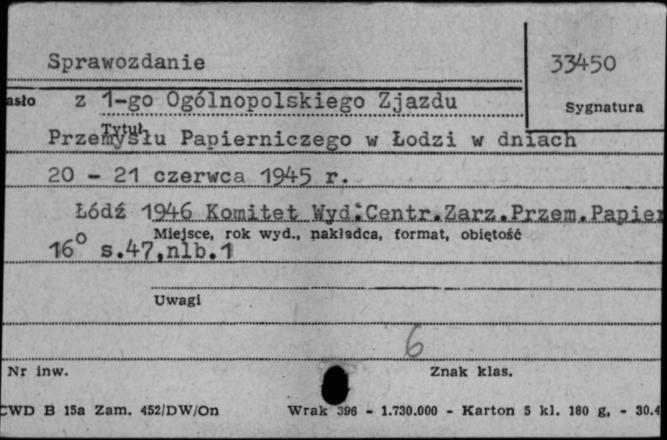 Sprawozdanie 33450
asło z 1-go Ogólnopolskiego Zjazdu Sygnatura
Tytuł
Przemysłu Papierniczego w Łodzi w dniach
20 - 21 czerwca 1945 r.
Łódź 1946 Komitet Wyd.Centr.Zarz.Przem.Papier
Miejsce, rok wyd., nakładca, format, objętość
16° s.47,nlb.1
Uwagi
6
Nr inw. Znak klas.
CWD B 15a Zam. 452/DW/On Wrak 396 - 1.730.000 - Karton 5 kl. 180 g, - 30.4